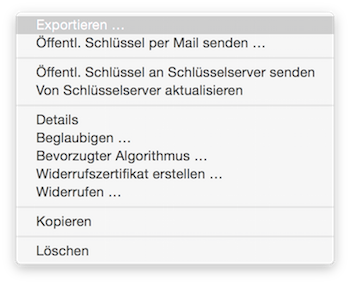 Exportieren …
Öffentl. Schlüssel per Mail senden …
Öffentl. Schlüssel an Schlüsselserver senden
Von Schlüsselserver aktualisieren
Details
Beglaubigen …
Bevorzugter Algorithmus …
Widerrufszertifikat erstellen …
Widerrufen …
Kopieren
Löschen